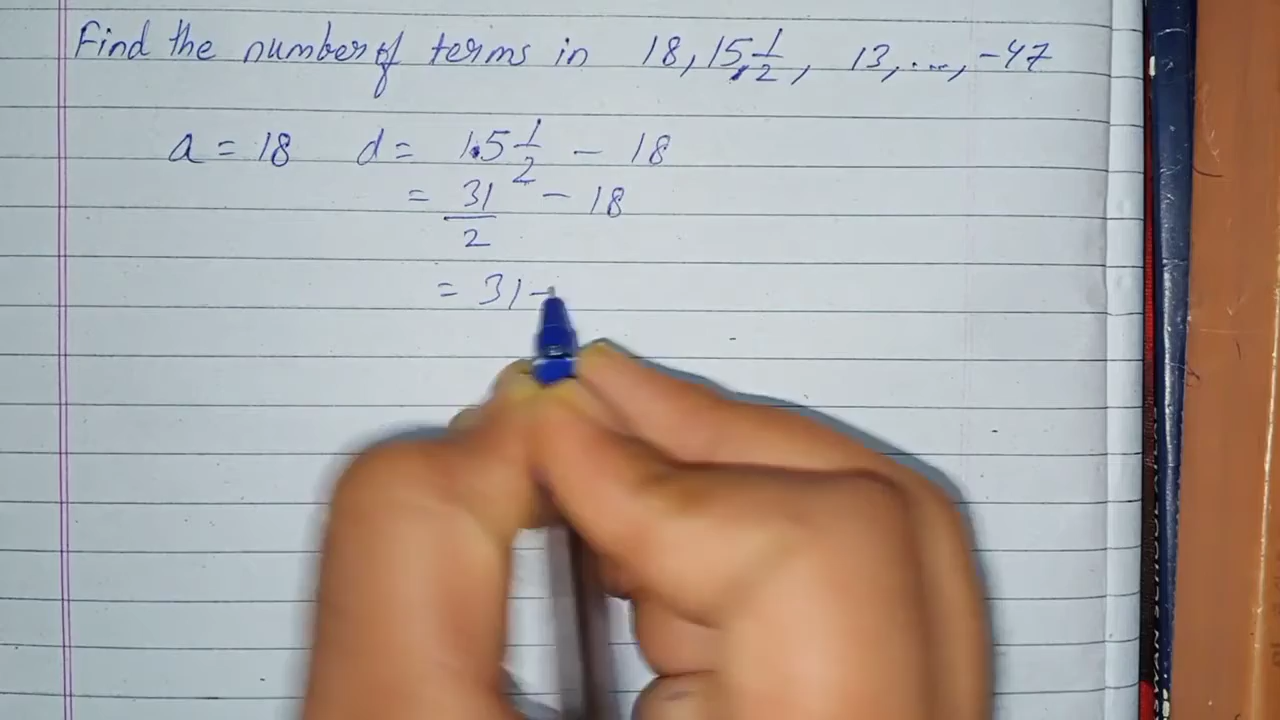 Find the number of terms in 18, 15 1/2, 13, ..., -47
a = 18 d = 15 1/2 - 18
= 31/2 - 18
= 31 -